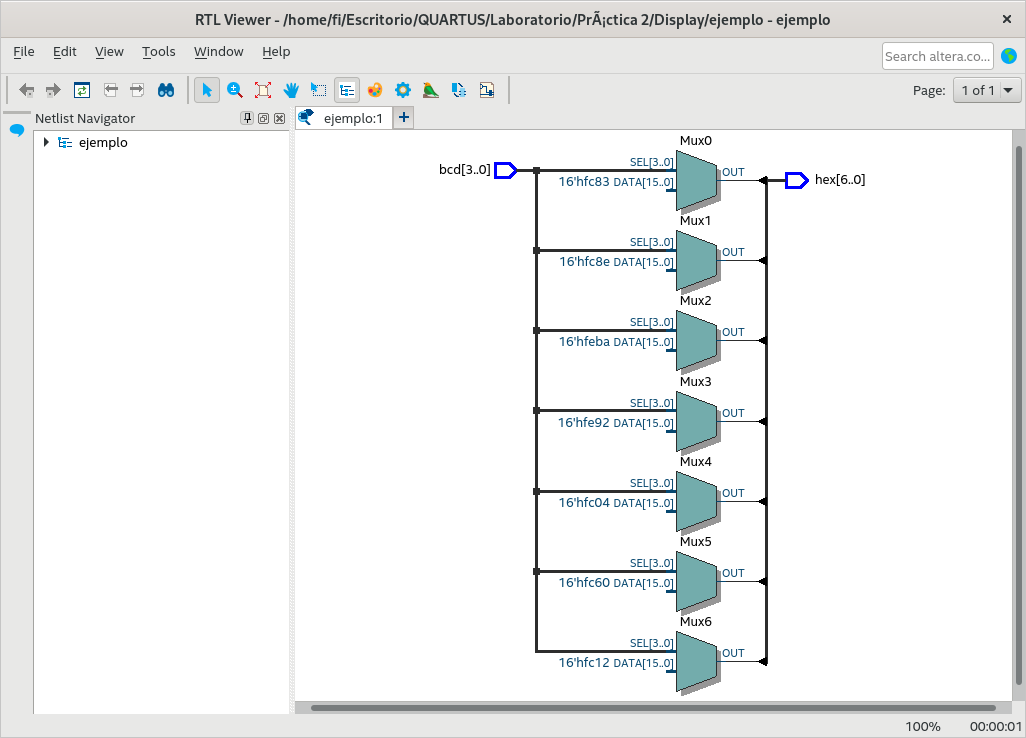 RTL Viewer - /home/fi/Escritorio/QUARTUS/Laboratorio/PrÃ¡ctica 2/Display/ejemplo - ejemplo
File Edit View Tools Window Help
Search altera.co...
Page: 1 of 1
Netlist Navigator
ejemplo:1
ejemplo
Mux0
bcd[3..0]
SEL[3..0]
OUT
16'hfc83 DATA[15..0]
hex[6..0]
Mux1
SEL[3..0]
OUT
16'hfc8e DATA[15..0]
Mux2
SEL[3..0]
OUT
16'hfeba DATA[15..0]
Mux3
SEL[3..0]
OUT
16'hfe92 DATA[15..0]
Mux4
SEL[3..0]
OUT
16'hfc04 DATA[15..0]
Mux5
SEL[3..0]
OUT
16'hfc60 DATA[15..0]
Mux6
SEL[3..0]
OUT
16'hfc12 DATA[15..0]
100% 00:00:01